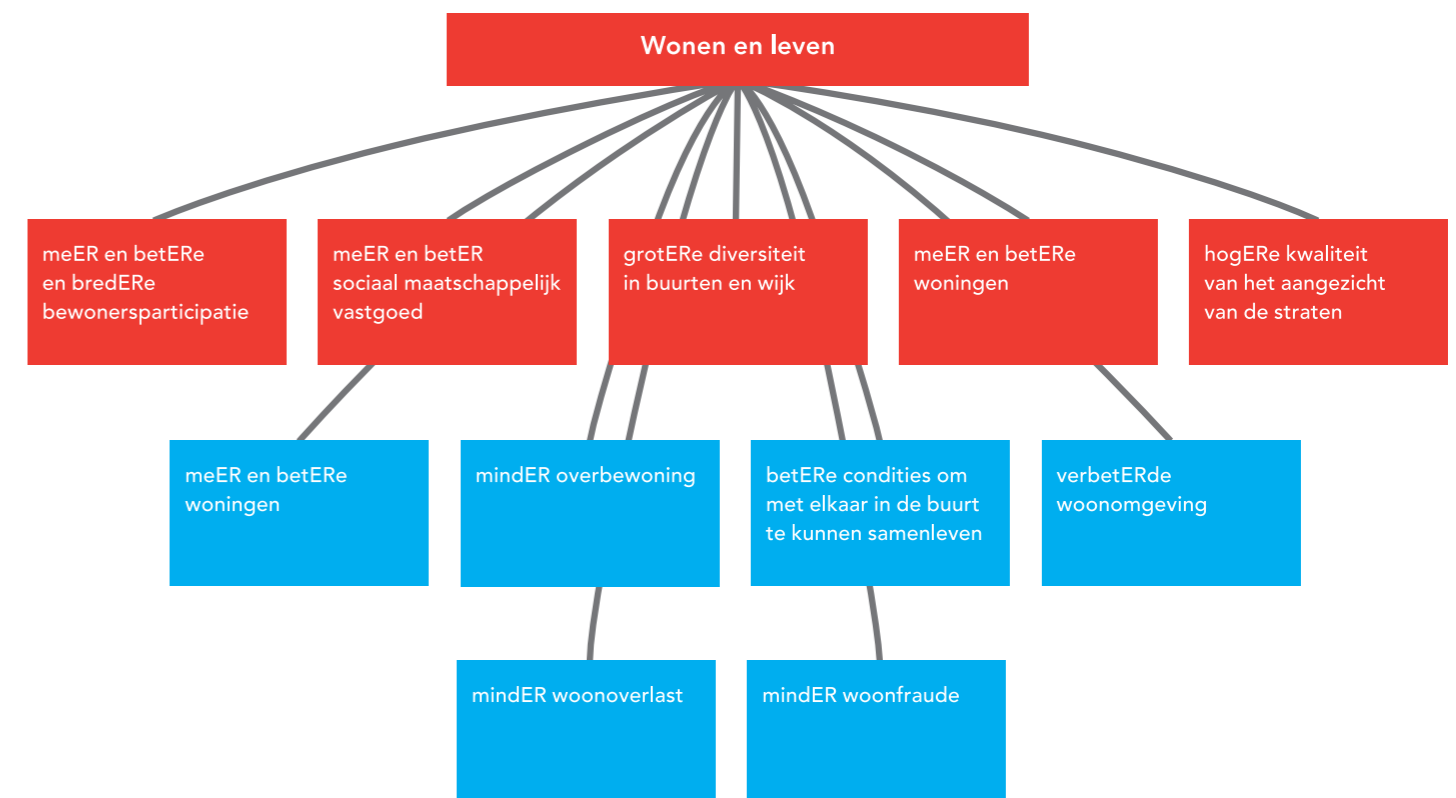 Wonen en leven
meER en betERe
en bredERe
bewonersparticipatie
meER en betER
sociaal maatschappelijk
vastgoed
grotERe diversiteit
in buurten en wijk
meER en betERe
woningen
hogERe kwaliteit
van het aangezicht
van de straten
meER en betERe
woningen
mindER overbewoning
betERe condities om
met elkaar in de buurt
te kunnen samenleven
verbetERde
woonomgeving
mindER woonoverlast
mindER woonfraude